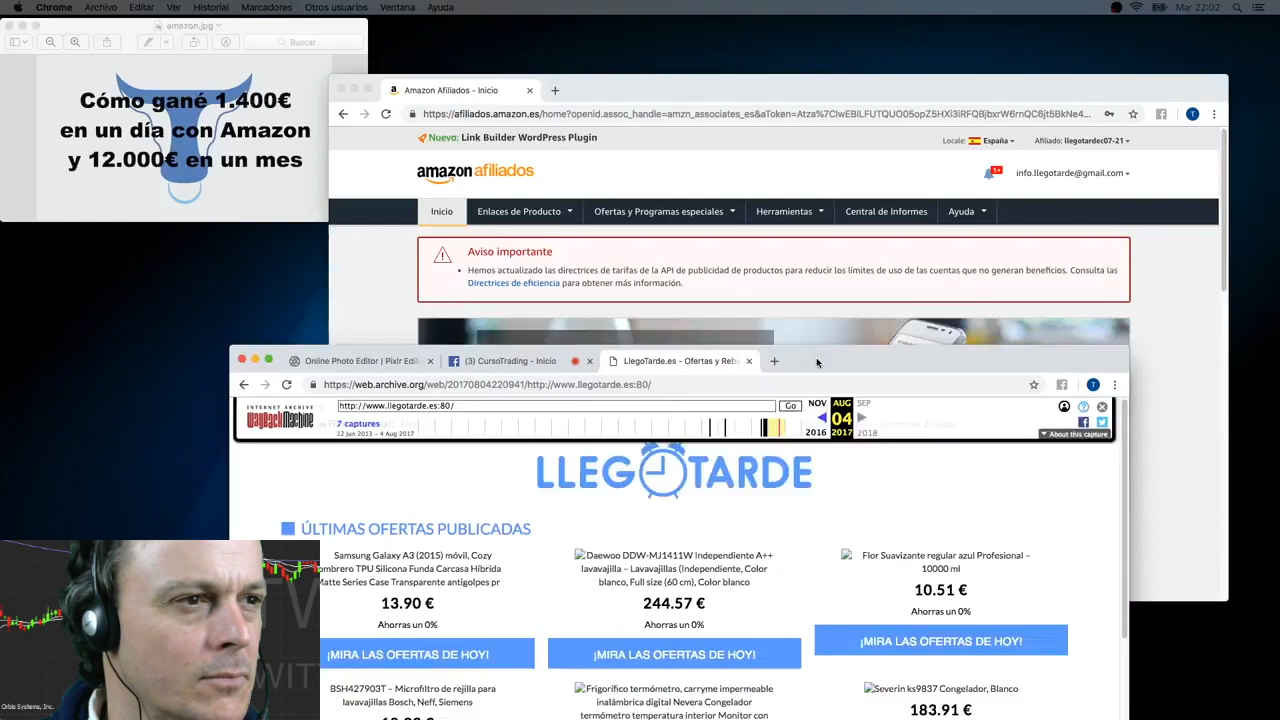 Chrome Archivo Editar Ver Historial Marcadores Otros usuarios Ventana Ayuda Mar 22:02
amazon.jpg
Buscar
Cómo gané 1.400€
en un día con Amazon
y 12.000€ en un mes
Amazon Afiliados - Inicio
https://afiliados.amazon.es/home?openid.assoc_handle=amzn_associates_es&aToken=
Nuevo: Link Builder WordPress Plugin
Locale: España Afiliado: llegotardec07-21
amazon afiliados
1+
info.llegotarde@gmail.com
Inicio Enlaces de Producto Ofertas y Programas especiales Herramientas Central de Informes Ayuda
Aviso importante
Hemos actualizado las directrices de tarifas de la API de publicidad de productos para reducir los límites de uso de las cuentas que no generan beneficios. Consulta las
Directrices de eficiencia para obtener más información.
Online Photo Editor | Pixlr Edi (3) CursoTrading - Inicio LlegoTarde.es - Ofertas y Reb
https://web.archive.org/web/20170804220941/http://www.llegotarde.es:80/
INTERNET ARCHIVE
WayBackMachine
http://www.llegotarde.es:80/ Go
7 captures
12 Jun 2013 – 4 Aug 2017
NOV AUG SEP
04
2016 2017 2018
About this capture
LLEGOTARDE
ÚLTIMAS OFERTAS PUBLICADAS
Samsung Galaxy A3 (2015) móvil, Cozy
ombrero TPU Silicona Funda Carcasa Híbrida
Matte Series Case Transparente antigolpes pr
13.90 €
Ahorras un 0%
¡MIRA LAS OFERTAS DE HOY!
Daewoo DDW-MJ1411W Independiente A++
lavavajilla – Lavavajillas (Independiente, Color
blanco, Full size (60 cm), Color blanco
244.57 €
Ahorras un 0%
¡MIRA LAS OFERTAS DE HOY!
Flor Suavizante regular azul Profesional –
10000 ml
10.51 €
Ahorras un 0%
¡MIRA LAS OFERTAS DE HOY!
BSH427903T – Microfiltro de rejilla para
lavavajillas Bosch, Neff, Siemens
Frigorífico termómetro, carryme impermeable
inalámbrica digital Nevera Congelador
termómetro temperatura interior Monitor con
Severin ks9837 Congelador, Blanco
183.91 €
Orbis Systems, Inc.